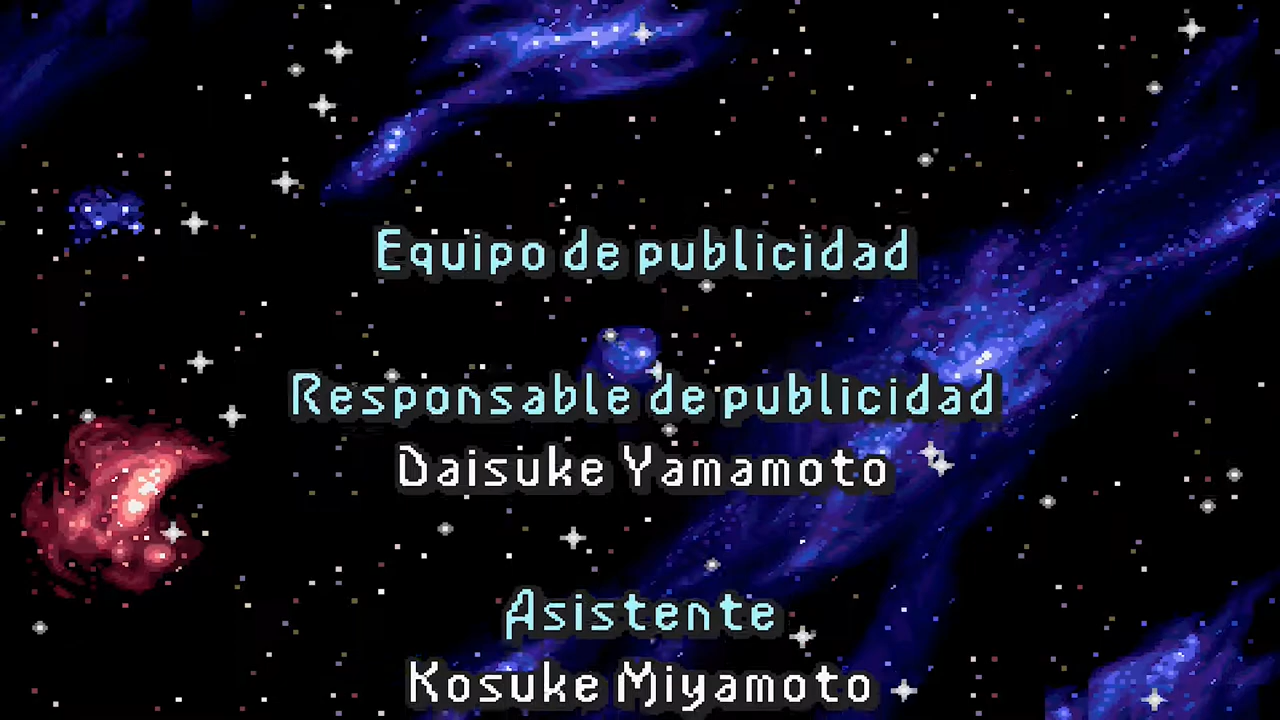 Equipo de publicidad
Responsable de publicidad
Daisuke Yamamoto
Asistente
Kosuke Miyamoto